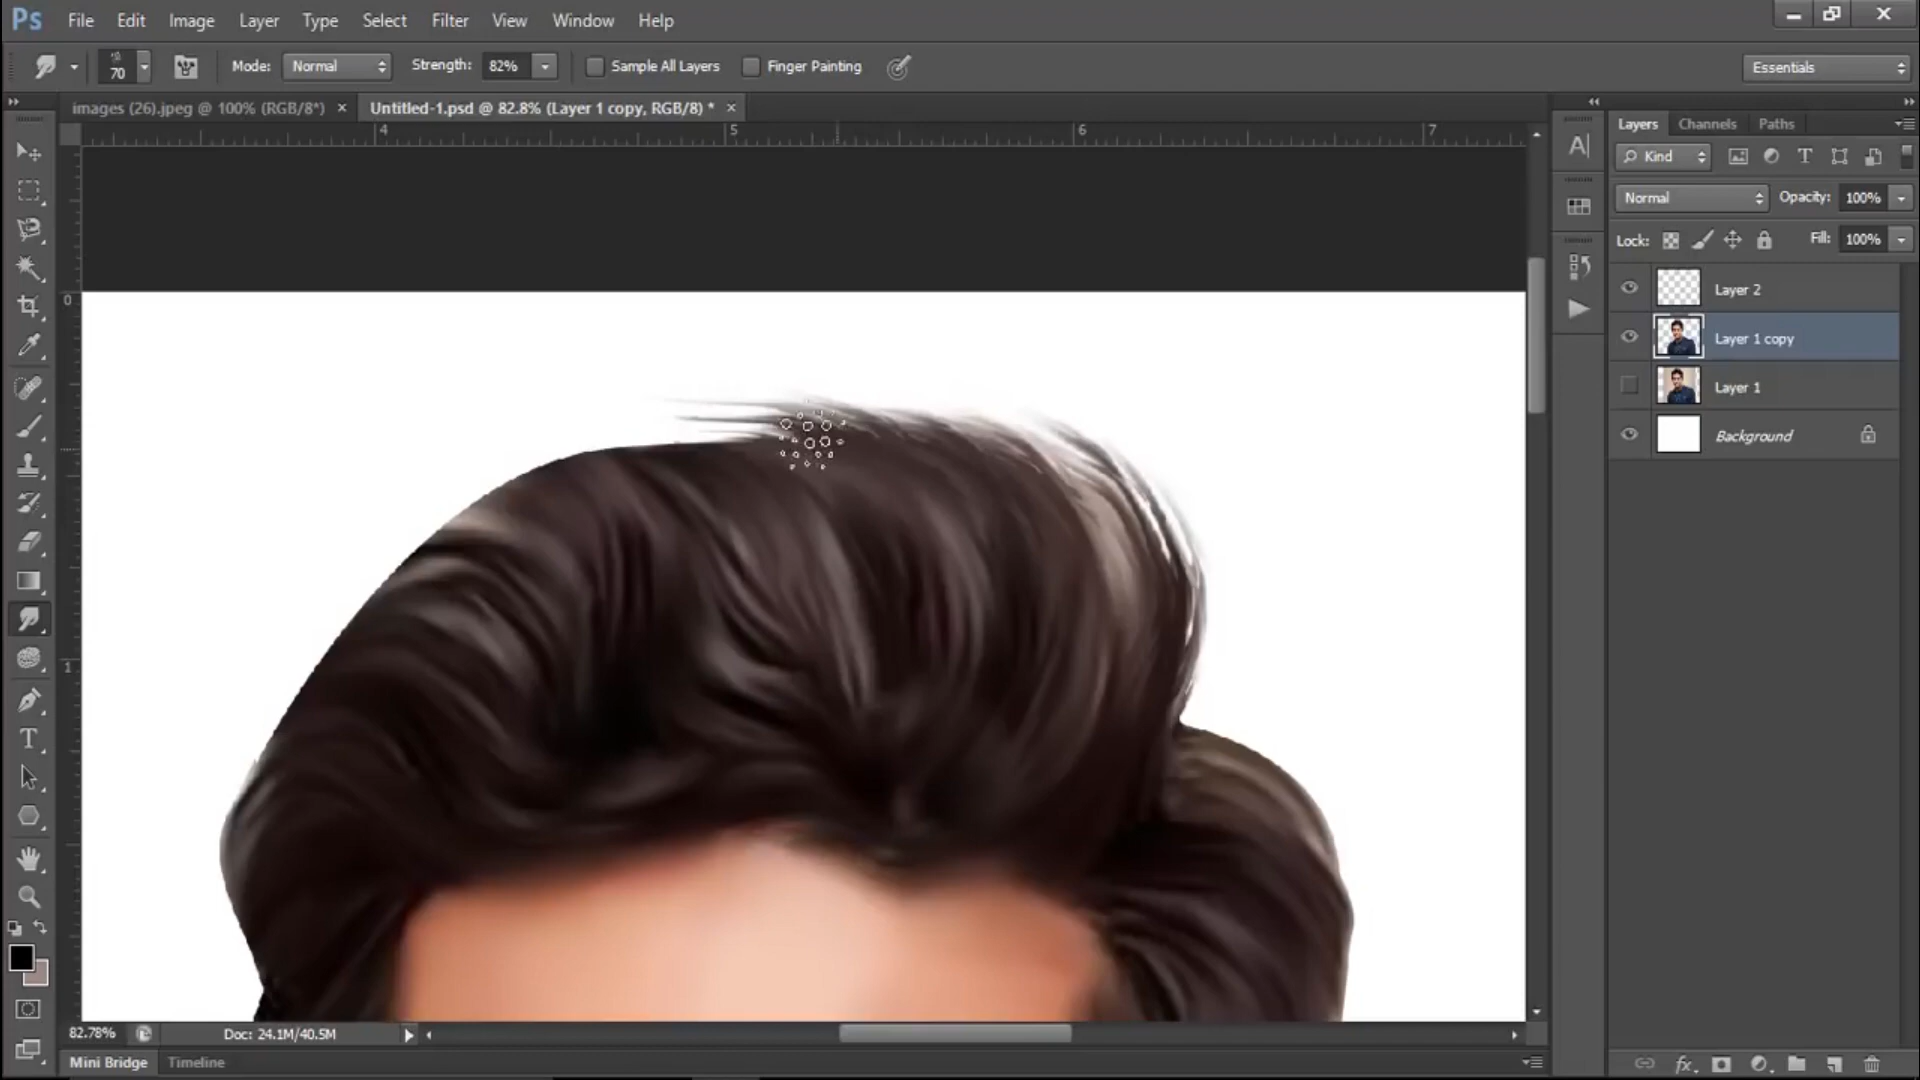 Ps File Edit Image Layer Type Select Filter View Window Help
70 Mode: Normal Strength: 82% Sample All Layers Finger Painting Essentials
images (26).jpeg @ 100% (RGB/8*) × Untitled-1.psd @ 82.8% (Layer 1 copy, RGB/8) * ×
4 5 6 7
0
1
Layers Channels Paths
Kind
Normal Opacity: 100%
Lock: Fill: 100%
Layer 2
Layer 1 copy
Layer 1
Background
82.78% Doc: 24.1M/40.5M
Mini Bridge Timeline